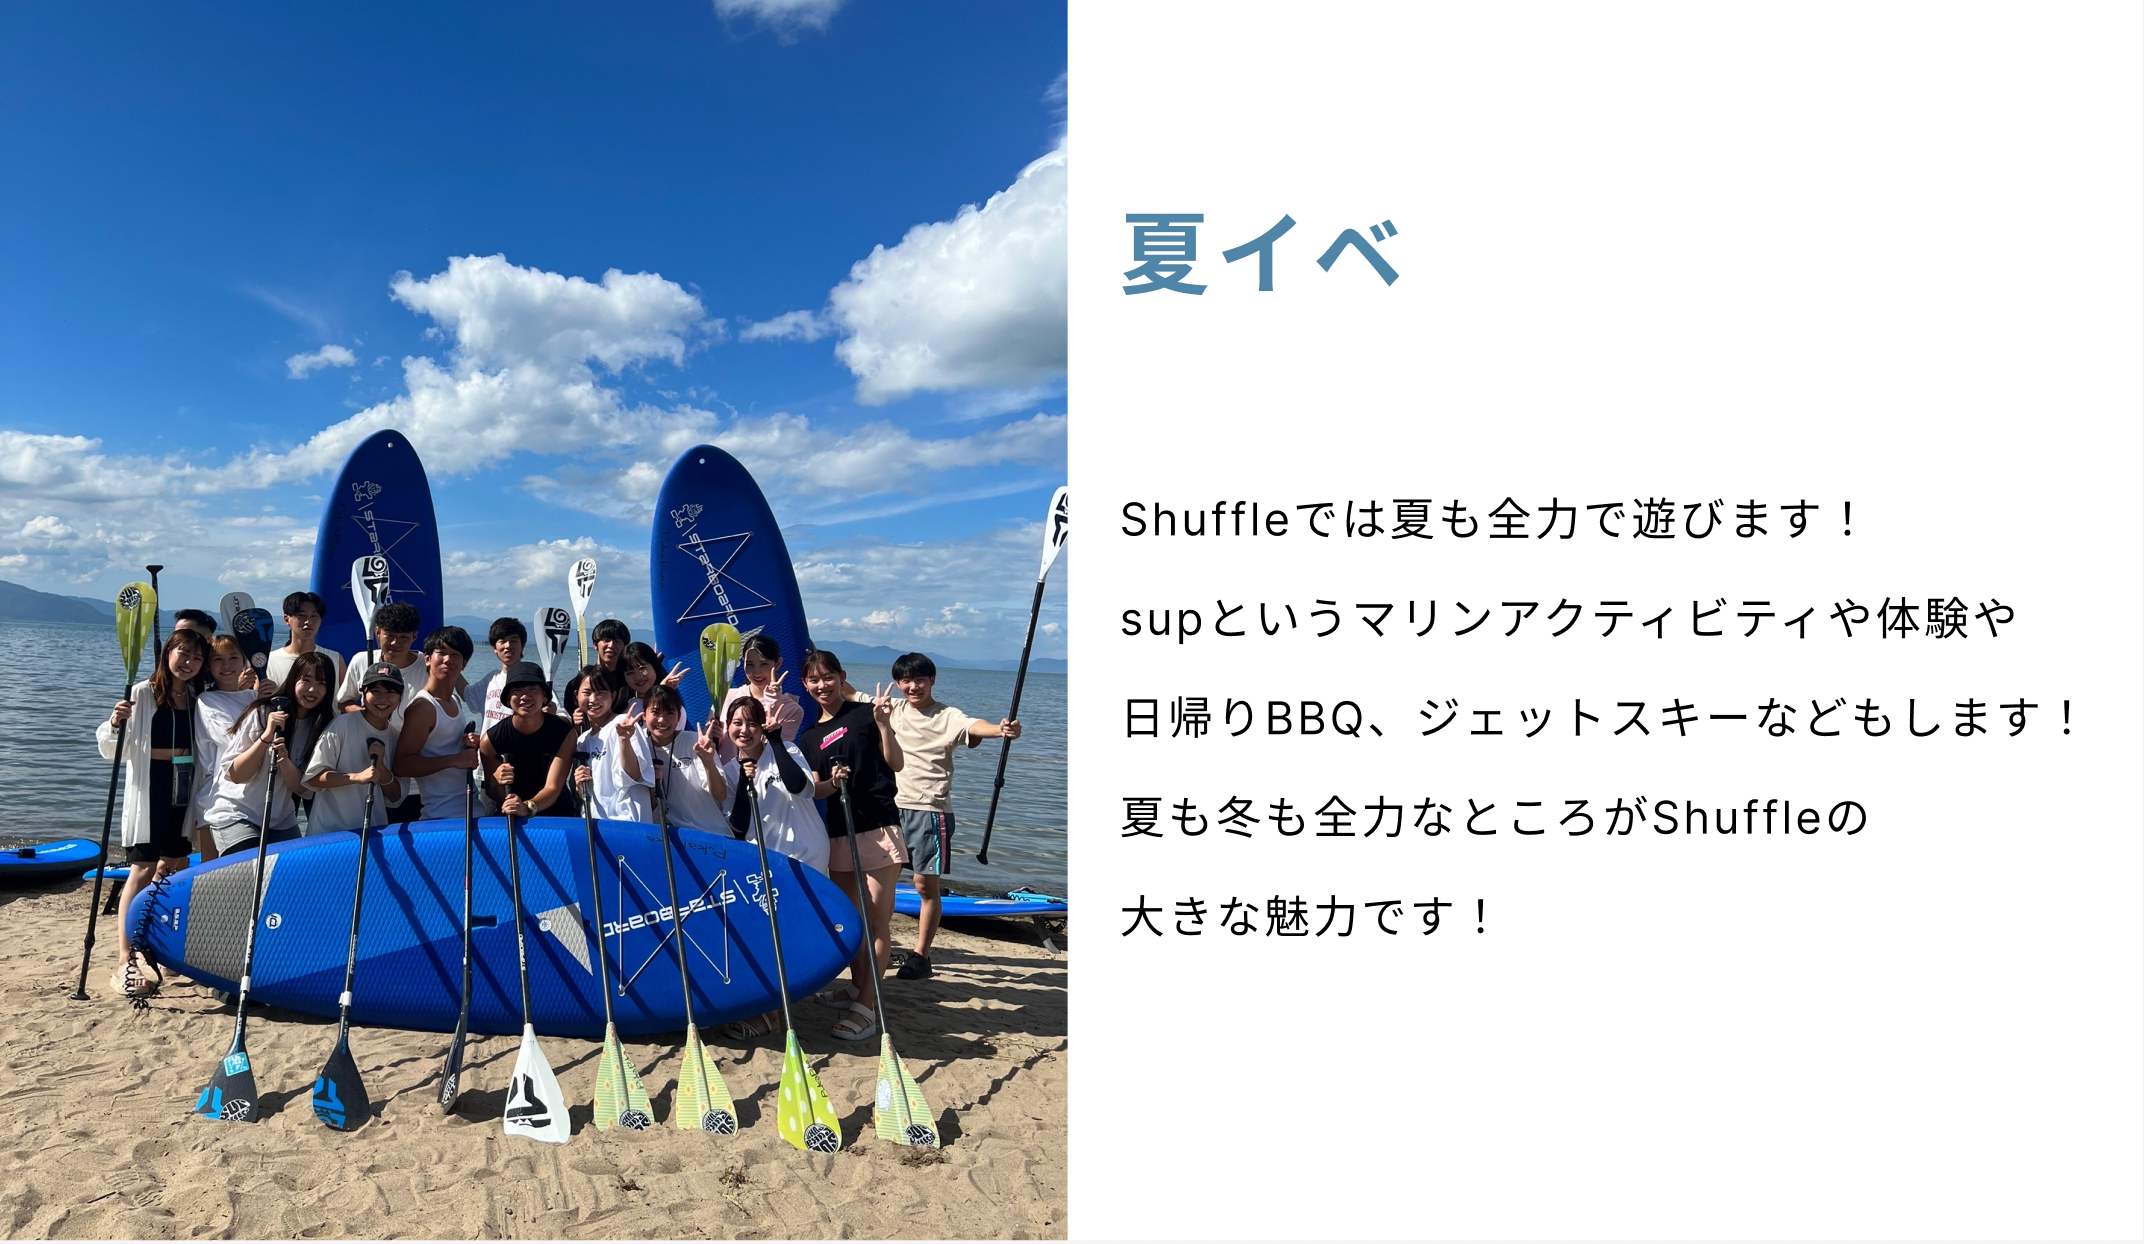 夏イベ
Shuffleでは夏も全力で遊びます！
supというマリンアクティビティや体験や
日帰りBBQ、ジェットスキーなどもします！
夏も冬も全力なところがShuffleの
大きな魅力です！
STARBOARD
STARBOARD
STARBOARD